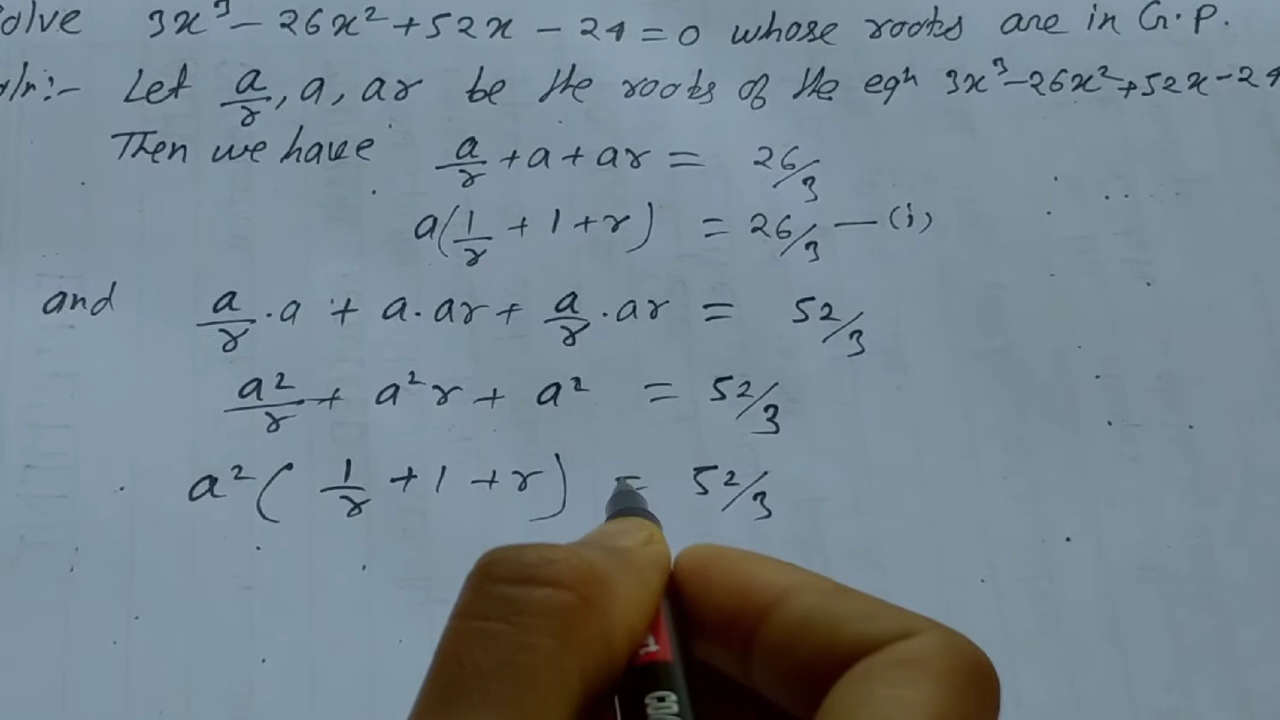 olve 3x³ - 26x² + 52x - 24 = 0 whose roots are in G.P.
oln:- Let a/r, a, ar be the roots of the eqn 3x³-26x²+52x-24
Then we have a/r + a + ar = 26/3
a(1/r + 1 + r) = 26/3 — (i)
and a/r . a + a . ar + a/r . ar = 52/3
a²/r + a²r + a² = 52/3
a² ( 1/r + 1 + r ) = 52/3